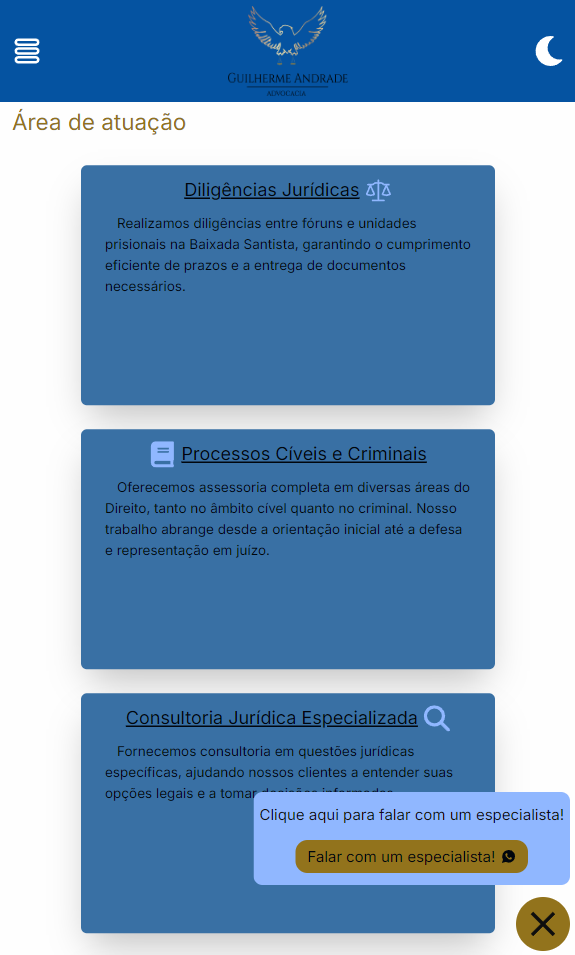 GUILHERME ANDRADE
ADVOCACIA
Área de atuação
Diligências Jurídicas
Realizamos diligências entre fóruns e unidades
prisionais na Baixada Santista, garantindo o cumprimento
eficiente de prazos e a entrega de documentos
necessários.
Processos Cíveis e Criminais
Oferecemos assessoria completa em diversas áreas do
Direito, tanto no âmbito cível quanto no criminal. Nosso
trabalho abrange desde a orientação inicial até a defesa
e representação em juízo.
Consultoria Jurídica Especializada
Fornecemos consultoria em questões jurídicas
específicas, ajudando nossos clientes a entender suas
opções legais e a tomar decisões informadas.
Clique aqui para falar com um especialista!
Falar com um especialista!